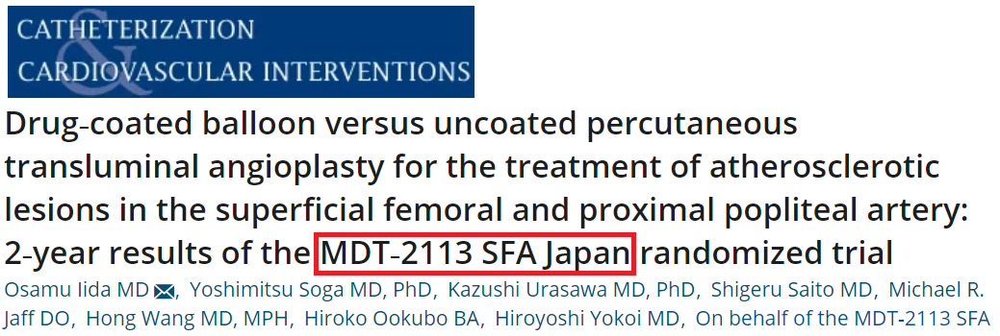 CATHETERIZATION
&
CARDIOVASCULAR INTERVENTIONS
Drug-coated balloon versus uncoated percutaneous
transluminal angioplasty for the treatment of atherosclerotic
lesions in the superficial femoral and proximal popliteal artery:
2-year results of the MDT-2113 SFA Japan randomized trial
Osamu Iida MD, Yoshimitsu Soga MD, PhD, Kazushi Urasawa MD, PhD, Shigeru Saito MD, Michael R.
Jaff DO, Hong Wang MD, MPH, Hiroko Ookubo BA, Hiroyoshi Yokoi MD, On behalf of the MDT-2113 SFA